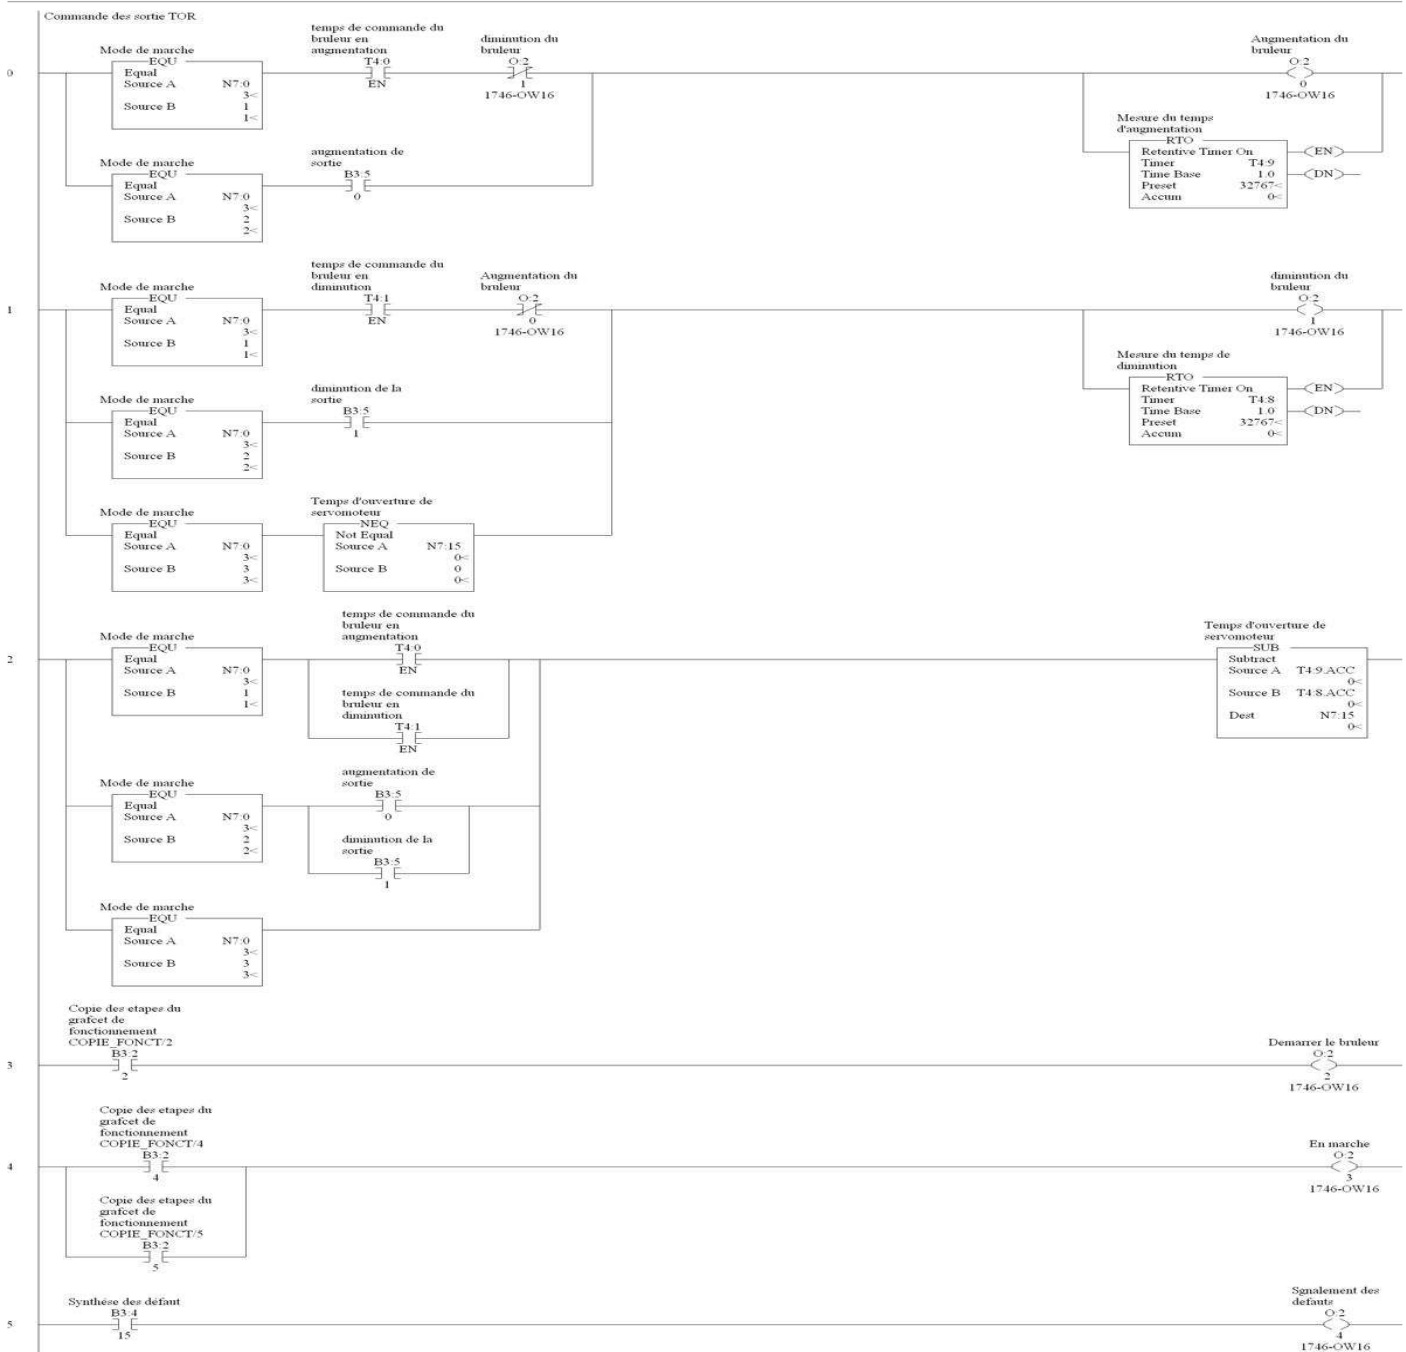 Commande des sortie TOR
0
Mode de marche
EQU
Equal
Source A N7:0
3<
Source B 1
1<
temps de commande du
bruleur en
augmentation
T4:0
EN
diminution du
bruleur
O:2
1
1746-OW16
Augmentation du
bruleur
O:2
0
1746-OW16
Mesure du temps
d'augmentation
RTO
Retentive Timer On
Timer T4:9
Time Base 1.0
Preset 32767<
Accum 0<
EN
DN
Mode de marche
EQU
Equal
Source A N7:0
3<
Source B 2
2<
augmentation de
sortie
B3:5
0
1
Mode de marche
EQU
Equal
Source A N7:0
3<
Source B 1
1<
temps de commande du
bruleur en
diminution
T4:1
EN
Augmentation du
bruleur
O:2
0
1746-OW16
diminution du
bruleur
O:2
1
1746-OW16
Mesure du temps de
diminution
RTO
Retentive Timer On
Timer T4:8
Time Base 1.0
Preset 32767<
Accum 0<
EN
DN
Mode de marche
EQU
Equal
Source A N7:0
3<
Source B 2
2<
diminution de la
sortie
B3:5
1
Mode de marche
EQU
Equal
Source A N7:0
3<
Source B 3
3<
Temps d'ouverture de
servomoteur
NEQ
Not Equal
Source A N7:15
0<
Source B 0
0<
2
Mode de marche
EQU
Equal
Source A N7:0
3<
Source B 1
1<
temps de commande du
bruleur en
augmentation
T4:0
EN
temps de commande du
bruleur en
diminution
T4:1
EN
Temps d'ouverture de
servomoteur
SUB
Subtract
Source A T4:9.ACC
0<
Source B T4:8.ACC
0<
Dest N7:15
0<
Mode de marche
EQU
Equal
Source A N7:0
3<
Source B 2
2<
augmentation de
sortie
B3:5
0
diminution de la
sortie
B3:5
1
Mode de marche
EQU
Equal
Source A N7:0
3<
Source B 3
3<
3
Copie des etapes du
grafcet de
fonctionnement
COPIE_FONCT/2
B3:2
2
Demarrer le bruleur
O:2
2
1746-OW16
4
Copie des etapes du
grafcet de
fonctionnement
COPIE_FONCT/4
B3:2
4
En marche
O:2
3
1746-OW16
Copie des etapes du
grafcet de
fonctionnement
COPIE_FONCT/5
B3:2
5
5
Synthèse des défaut
B3:4
15
Sgnalement des
defauts
O:2
4
1746-OW16